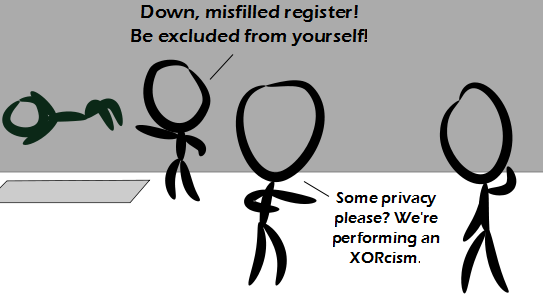 Down, misfilled register!
Be excluded from yourself!
Some privacy
please? We're
performing an
XORcism.